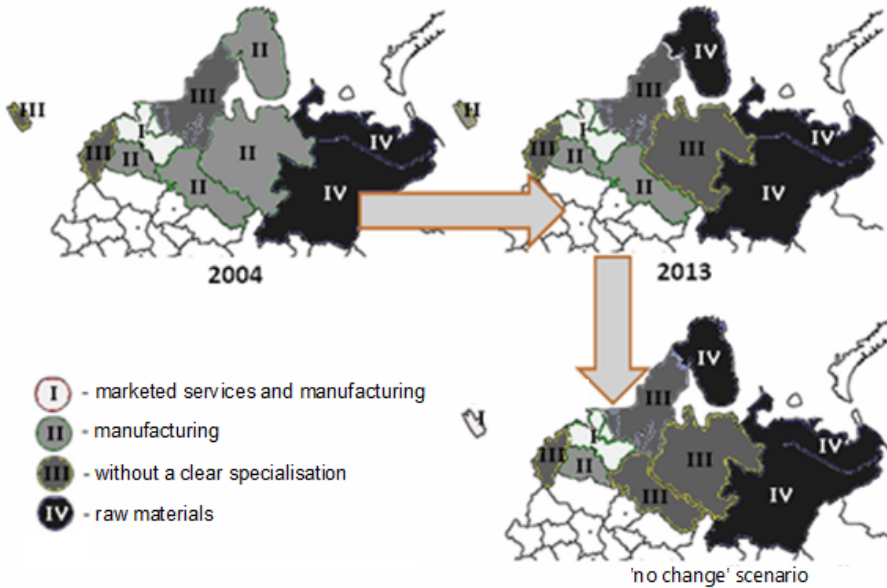 II
IV
III
III
III
II
I
I
IV
IV
III
II
II
III
II
III
II
IV
II
IV
2004
2013
IV
I - marketed services and manufacturing
III
II - manufacturing
I
I
IV
III
II
III
III - without a clear specialisation
III
IV
IV - raw materials
'no change' scenario